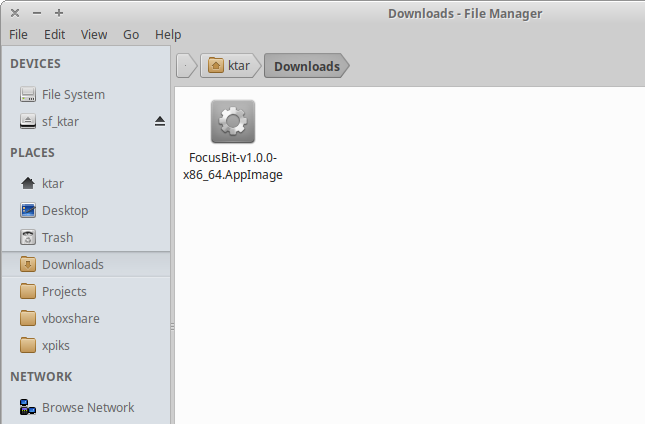 Downloads - File Manager
File Edit View Go Help
DEVICES
File System
sf_ktar
PLACES
ktar
Desktop
Trash
Downloads
Projects
vboxshare
xpiks
NETWORK
Browse Network
ktar Downloads
FocusBit-v1.0.0-
x86_64.AppImage